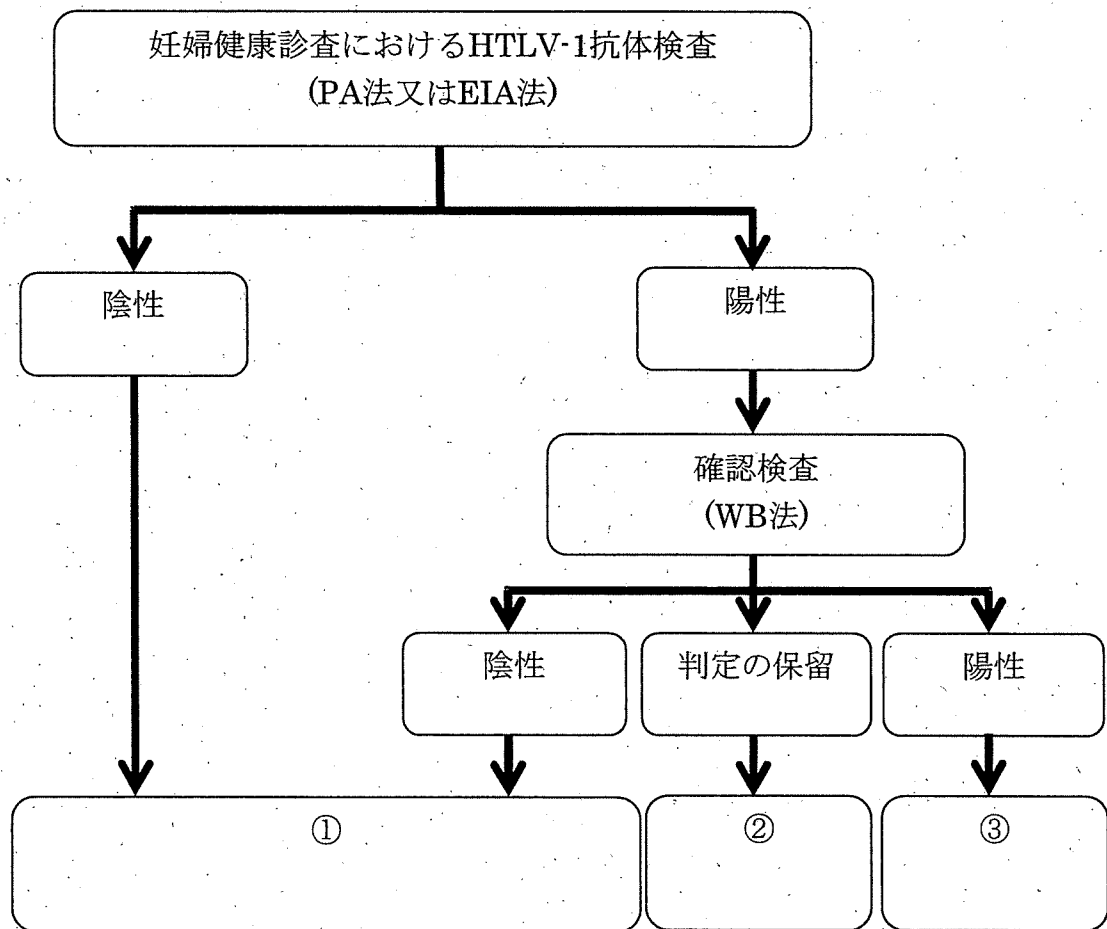 妊婦健康診査におけるHTLV-1抗体検査
(PA法又はEIA法)
陰性
陽性
確認検査
(WB法)
陰性
判定の保留
陽性
①
②
③